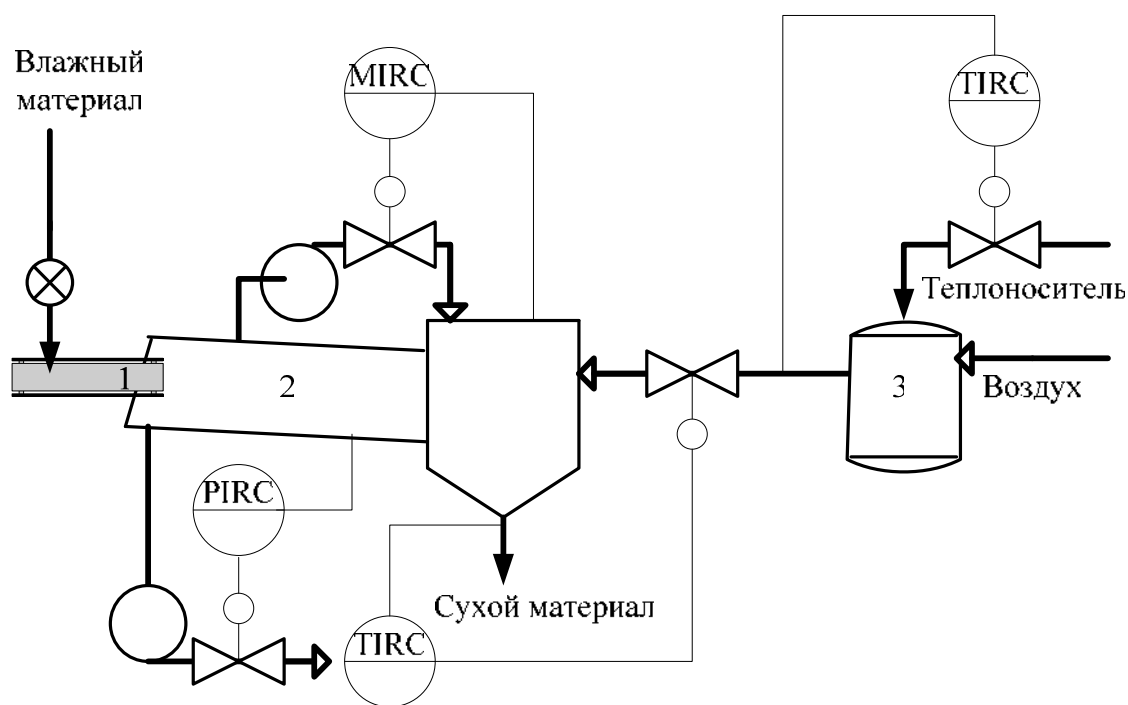 Влажный
материал
MIRC
TIRC
Теплоноситель
1
2
3
Воздух
PIRC
Сухой материал
TIRC